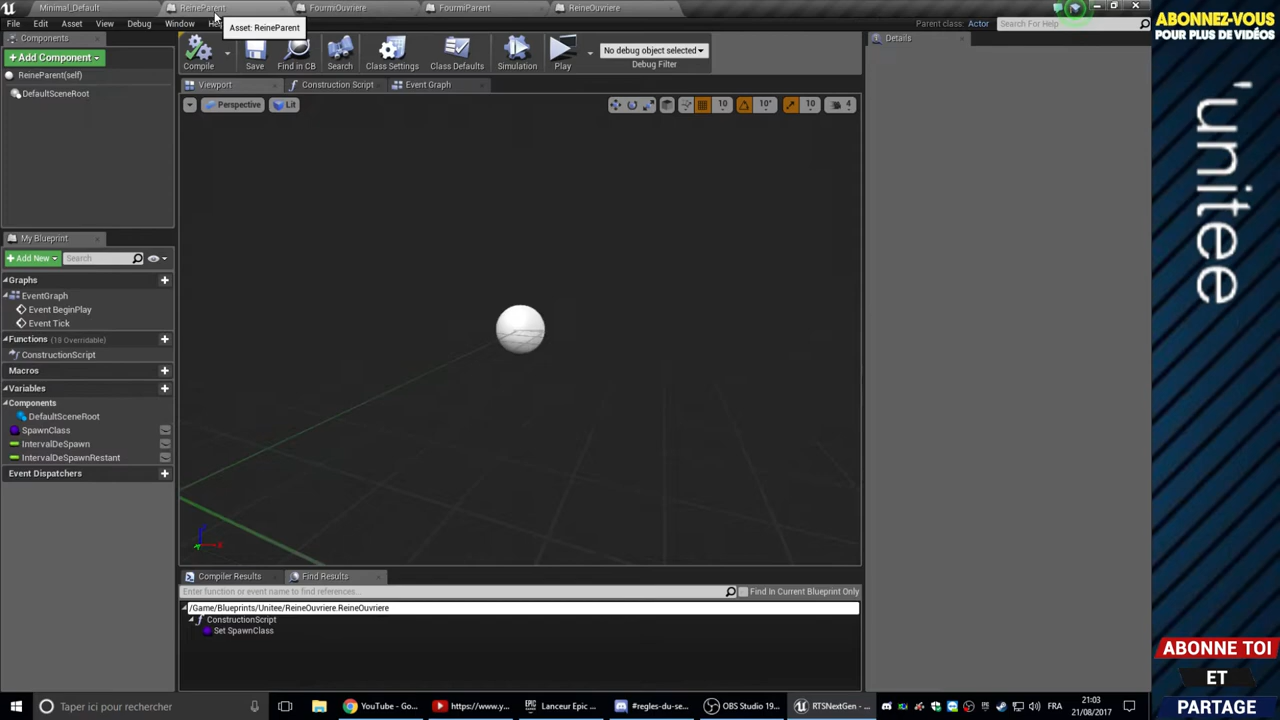 Minimal_Default
ReineParent
FourmiOuvriere
FourmiParent
ReineOuvriere
File
Edit
Asset
View
Debug
Window
Asset: ReineParent
Parent class: Actor
Search For Help
Components
+ Add Component
ReineParent(self)
DefaultSceneRoot
Compile
Save
Find in CB
Search
Class Settings
Class Defaults
Simulation
Play
No debug object selected
Debug Filter
Details
Viewport
Construction Script
Event Graph
Perspective
Lit
10
10°
10
4
My Blueprint
+ Add New
Search
Graphs
EventGraph
Event BeginPlay
Event Tick
Functions (18 Overridable)
ConstructionScript
Macros
Variables
Components
DefaultSceneRoot
SpawnClass
IntervalDeSpawn
IntervalDeSpawnRestant
Event Dispatchers
Compiler Results
Find Results
Enter function or event name to find references...
Find In Current Blueprint Only
/Game/Blueprints/Unitee/ReineOuvriere.ReineOuvriere
ConstructionScript
Set SpawnClass
ABONNEZ-VOUS
POUR PLUS DE VIDÉOS
'unitee
ABONNE TOI
ET
PARTAGE
Taper ici pour rechercher
YouTube - Go...
https://www.y...
Lanceur Epic ...
#regles-du-se...
OBS Studio 19...
RTSNextGen - ...
FRA
21:03
21/08/2017